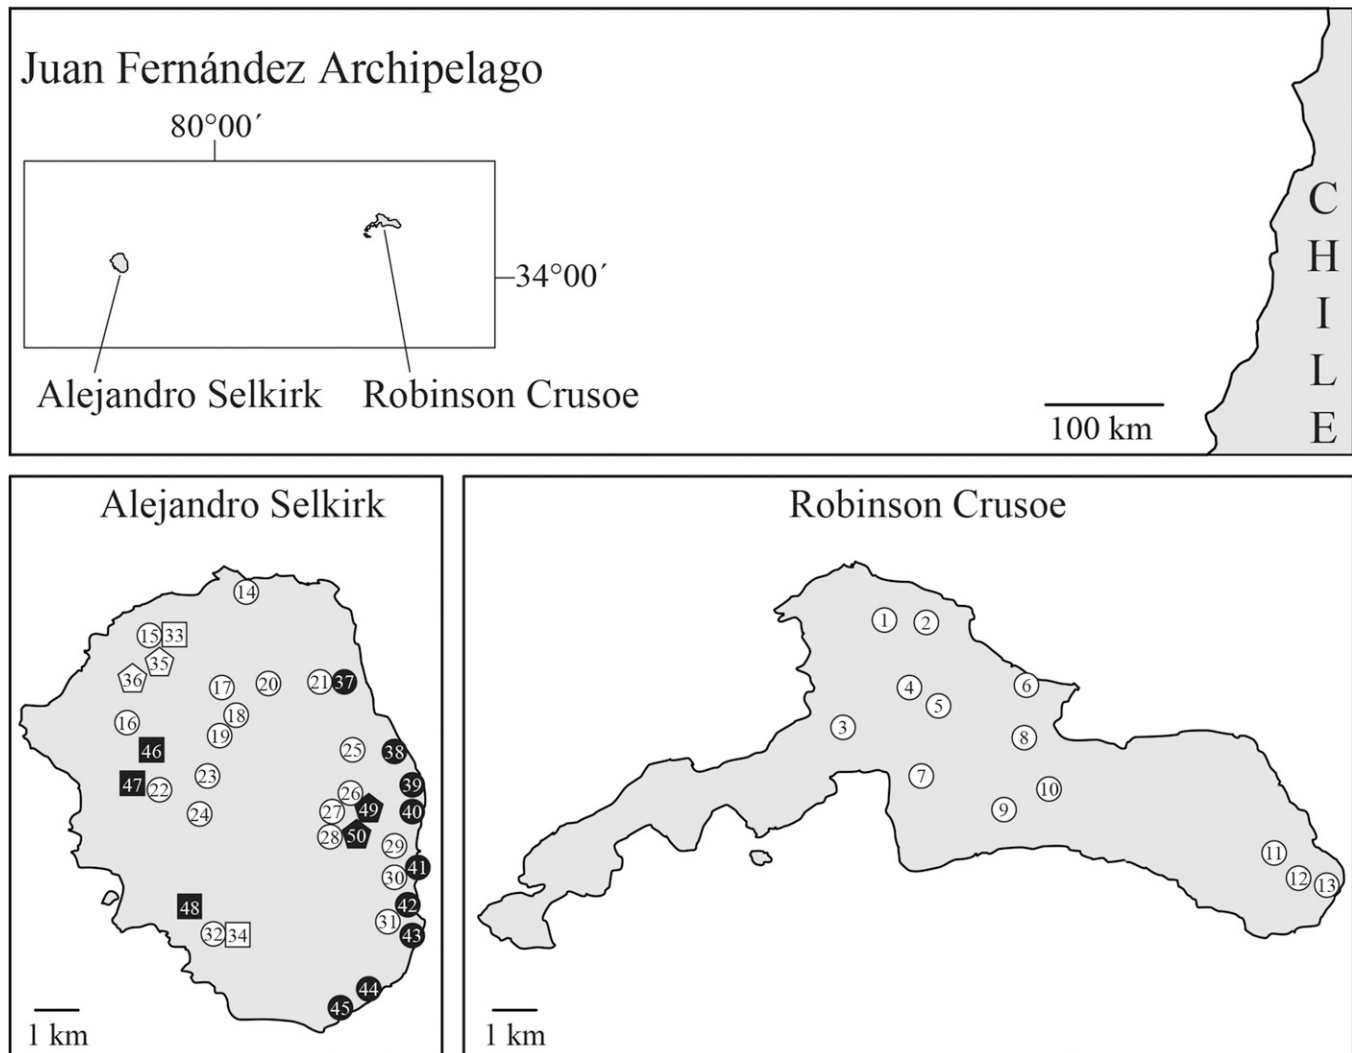 Juan Fernández Archipelago
80°00´
34°00´
Alejandro Selkirk
Robinson Crusoe
100 km
C
H
I
L
E
Alejandro Selkirk
14
15 33
35
36
17 20 21 37
16 18
19
46 25 38
47 22 23 39
24 26
27 49 40
28 50 29
30 41
48 42
32 34 31 43
44
45
1 km
Robinson Crusoe
1 2
4 6
5
3 8
7 10
9
11
12 13
1 km